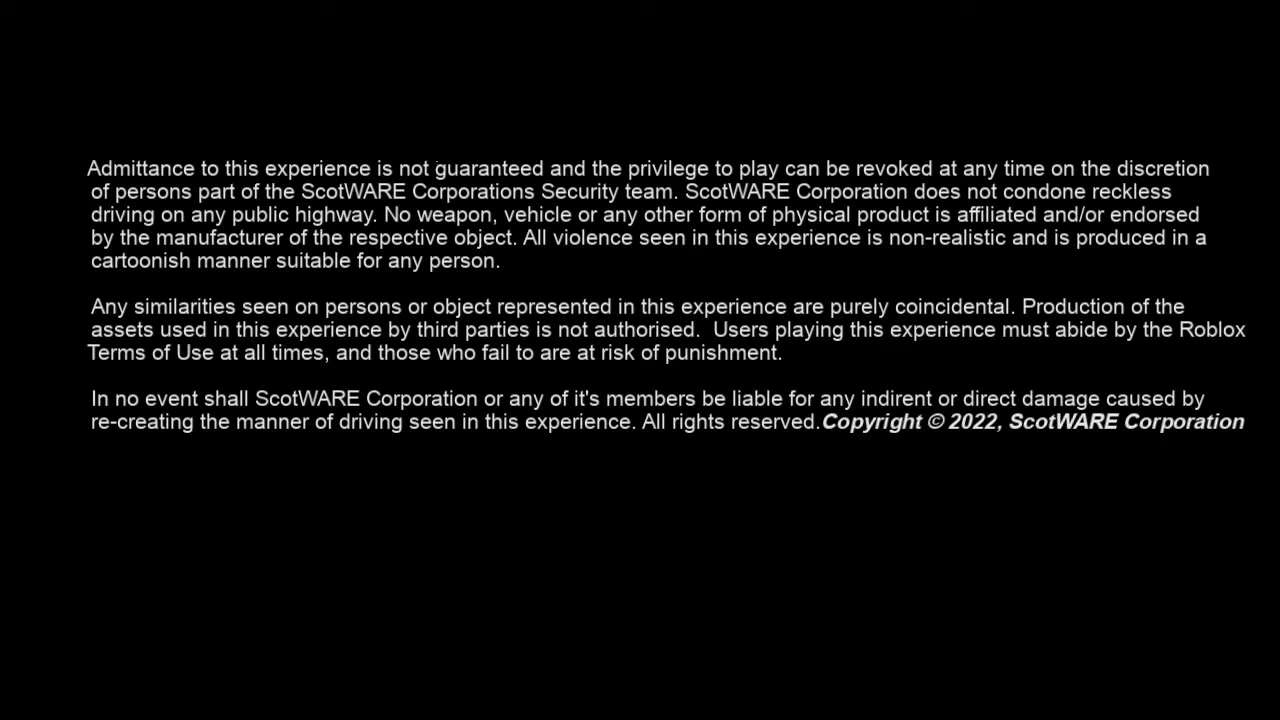 Admittance to this experience is not guaranteed and the privilege to play can be revoked at any time on the discretion
of persons part of the ScotWARE Corporations Security team. ScotWARE Corporation does not condone reckless
driving on any public highway. No weapon, vehicle or any other form of physical product is affiliated and/or endorsed
by the manufacturer of the respective object. All violence seen in this experience is non-realistic and is produced in a
cartoonish manner suitable for any person.
Any similarities seen on persons or object represented in this experience are purely coincidental. Production of the
assets used in this experience by third parties is not authorised.  Users playing this experience must abide by the Roblox
Terms of Use at all times, and those who fail to are at risk of punishment.
In no event shall ScotWARE Corporation or any of it's members be liable for any indirent or direct damage caused by
re-creating the manner of driving seen in this experience. All rights reserved.Copyright © 2022, ScotWARE Corporation